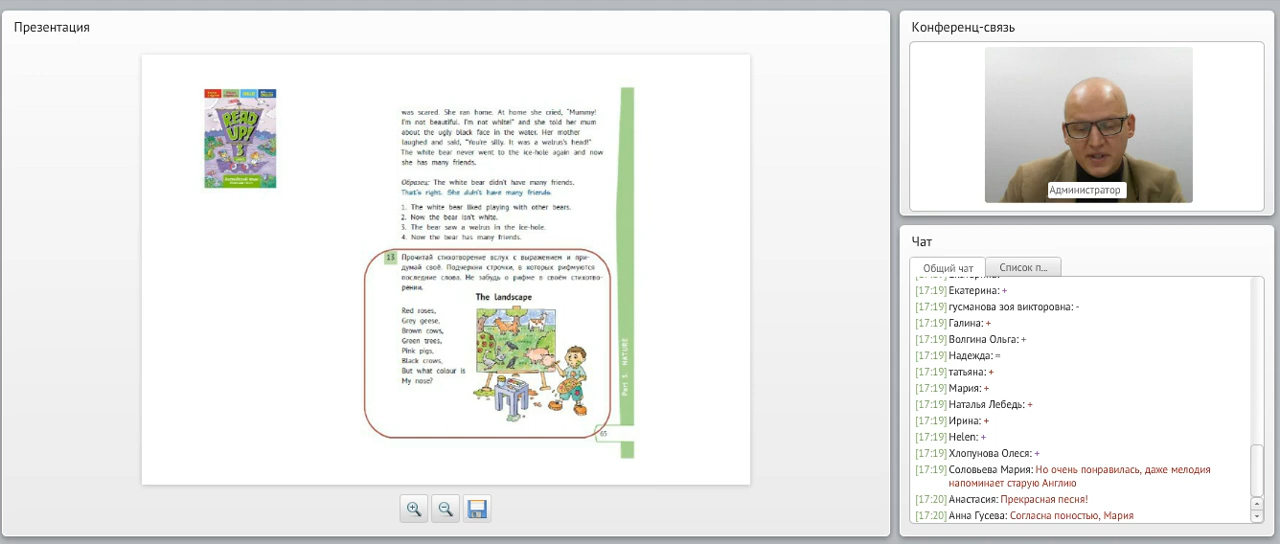 Презентация
READ UP!
3
was scared. She ran home. At home she cried, "Mummy!
I'm not beautiful. I'm not white!" and she told her mum
about the ugly black face in the water. Her mother
laughed and said, "You're silly. It was a walrus's head!"
The white bear never went to the ice-hole again and now
she has many friends.
Образец: The white bear didn't have many friends.
That's right. She didn't have many friends.
1. The white bear liked playing with other bears.
2. Now the bear isn't white.
3. The bear saw a walrus in the ice-hole.
4. Now the bear has many friends.
13 Прочитай стихотворение вслух с выражением и при-
думай своё. Подчеркни строчки, в которых рифмуются
последние слова. Не забудь о рифме в своём стихотво-
рении.
The landscape
Red roses,
Grey geese,
Brown cows,
Green trees,
Pink pigs,
Black crows,
But what colour is
My nose?
Part 5. NATURE
65
Конференц-связь
Администратор
Чат
Общий чат
Список п...
[17:19] Екатерина: +
[17:19] гусманова зоя викторовна: -
[17:19] Галина: +
[17:19] Волгина Ольга: +
[17:19] Надежда: =
[17:19] татьяна: +
[17:19] Мария: +
[17:19] Наталья Лебедь: +
[17:19] Ирина: +
[17:19] Helen: +
[17:19] Хлопунова Олеся: +
[17:19] Соловьева Мария: Но очень понравилась, даже мелодия
напоминает старую Англию
[17:20] Анастасия: Прекрасная песня!
[17:20] Анна Гусева: Согласна поностью, Мария